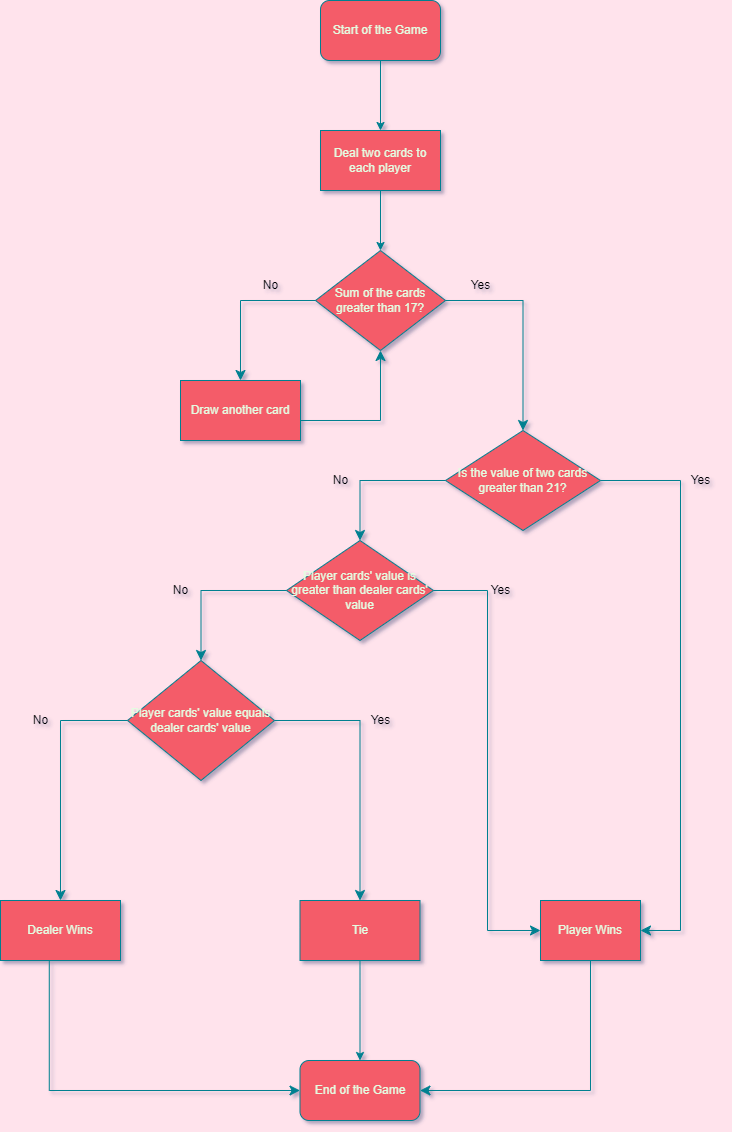 Start of the Game
Deal two cards to
each player
No
Yes
Sum of the cards
greater than 17?
Draw another card
No
Is the value of two cards
greater than 21?
Yes
No
Player cards' value is
greater than dealer cards'
value
Yes
No
Player cards' value equals
dealer cards' value
Yes
Dealer Wins
Tie
Player Wins
End of the Game